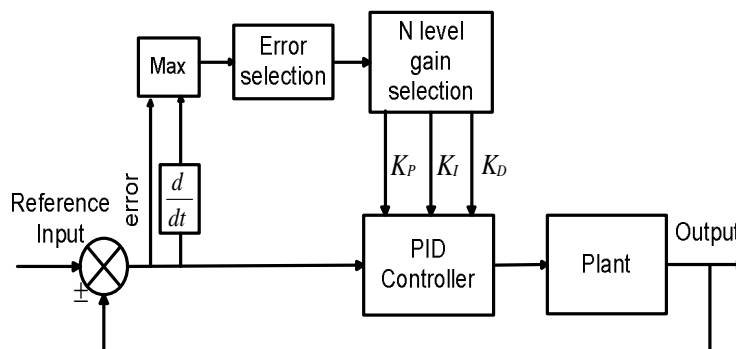 Max
Error
selection
N level
gain
selection
K_P K_I K_D
error
d
dt
Reference
Input
±
PID
Controller
Plant
Output